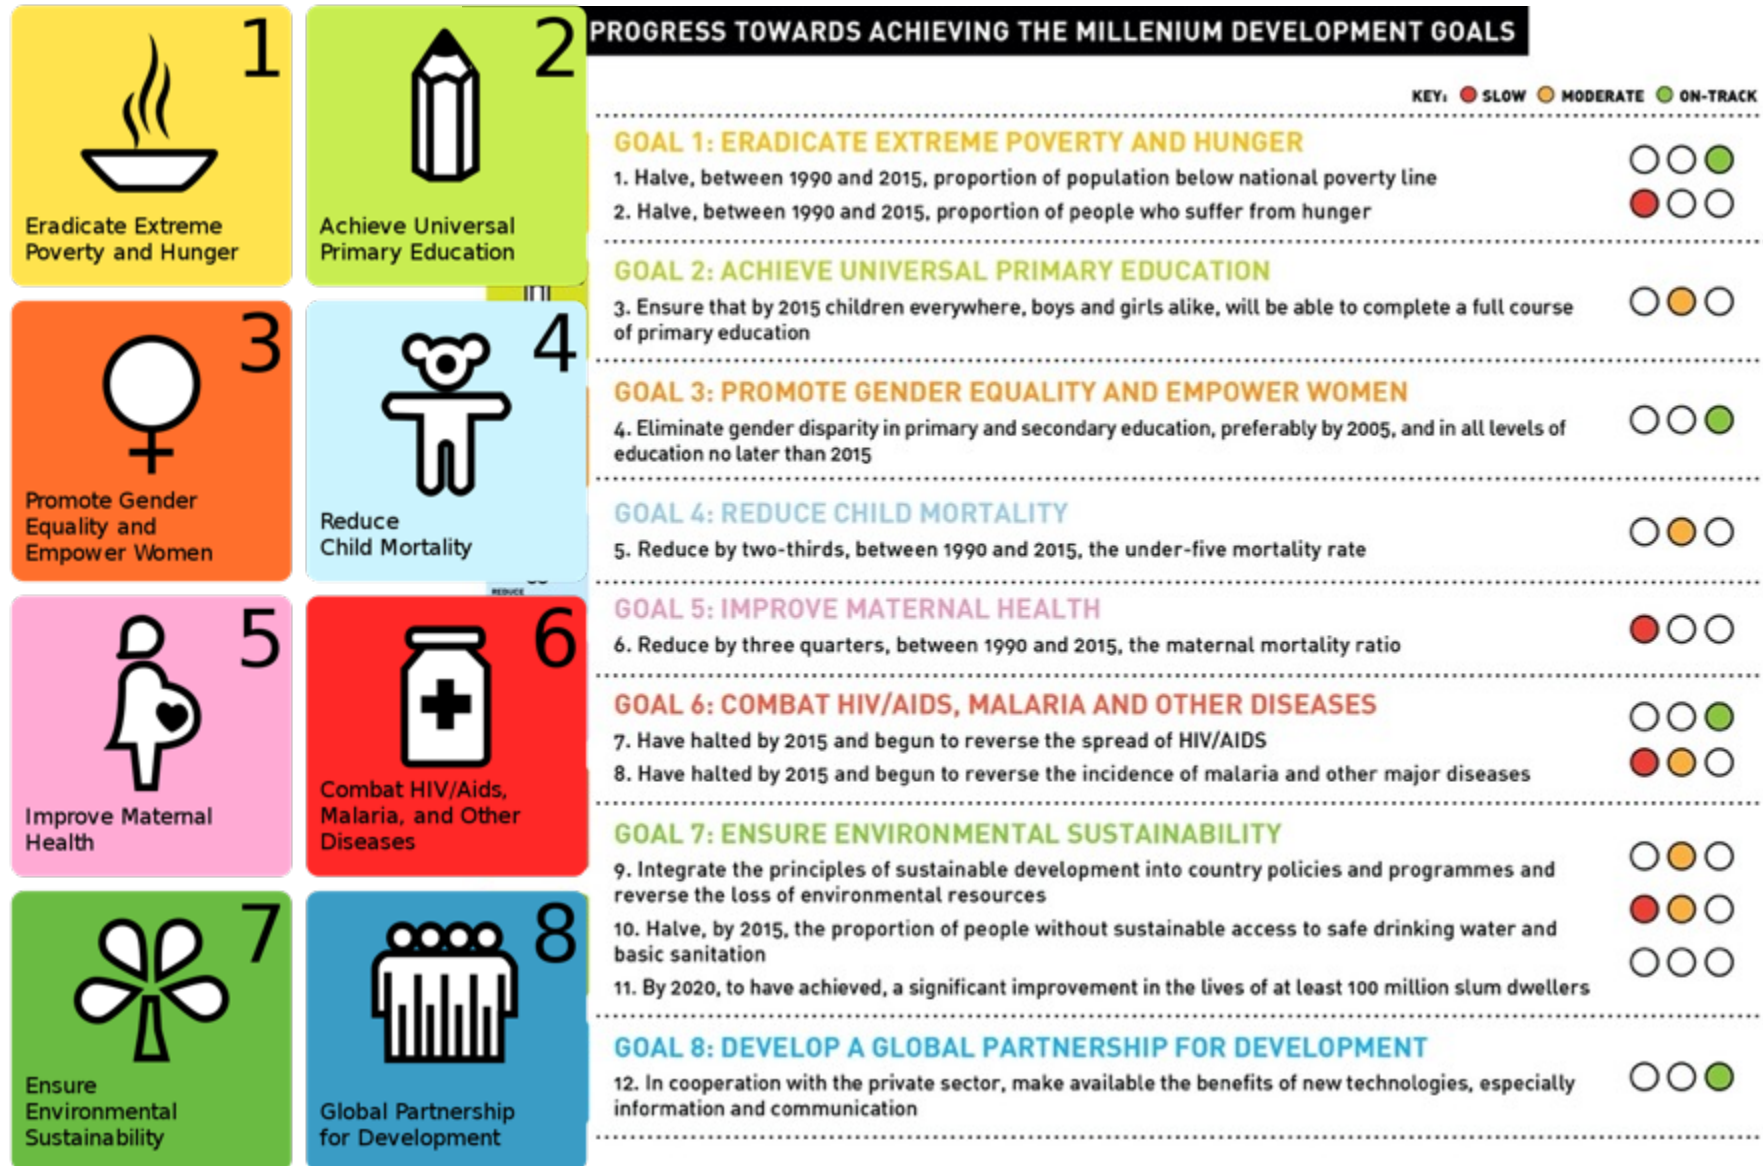 1
Eradicate Extreme
Poverty and Hunger
2
Achieve Universal
Primary Education
3
Promote Gender
Equality and
Empower Women
4
Reduce
Child Mortality
REDUCE
5
Improve Maternal
Health
6
Combat HIV/Aids,
Malaria, and Other
Diseases
7
Ensure
Environmental
Sustainability
8
Global Partnership
for Development
PROGRESS TOWARDS ACHIEVING THE MILLENIUM DEVELOPMENT GOALS
KEY: SLOW MODERATE ON-TRACK
GOAL 1: ERADICATE EXTREME POVERTY AND HUNGER
1. Halve, between 1990 and 2015, proportion of population below national poverty line
2. Halve, between 1990 and 2015, proportion of people who suffer from hunger
GOAL 2: ACHIEVE UNIVERSAL PRIMARY EDUCATION
3. Ensure that by 2015 children everywhere, boys and girls alike, will be able to complete a full course
of primary education
GOAL 3: PROMOTE GENDER EQUALITY AND EMPOWER WOMEN
4. Eliminate gender disparity in primary and secondary education, preferably by 2005, and in all levels of
education no later than 2015
GOAL 4: REDUCE CHILD MORTALITY
5. Reduce by two-thirds, between 1990 and 2015, the under-five mortality rate
GOAL 5: IMPROVE MATERNAL HEALTH
6. Reduce by three quarters, between 1990 and 2015, the maternal mortality ratio
GOAL 6: COMBAT HIV/AIDS, MALARIA AND OTHER DISEASES
7. Have halted by 2015 and begun to reverse the spread of HIV/AIDS
8. Have halted by 2015 and begun to reverse the incidence of malaria and other major diseases
GOAL 7: ENSURE ENVIRONMENTAL SUSTAINABILITY
9. Integrate the principles of sustainable development into country policies and programmes and
reverse the loss of environmental resources
10. Halve, by 2015, the proportion of people without sustainable access to safe drinking water and
basic sanitation
11. By 2020, to have achieved, a significant improvement in the lives of at least 100 million slum dwellers
GOAL 8: DEVELOP A GLOBAL PARTNERSHIP FOR DEVELOPMENT
12. In cooperation with the private sector, make available the benefits of new technologies, especially
information and communication